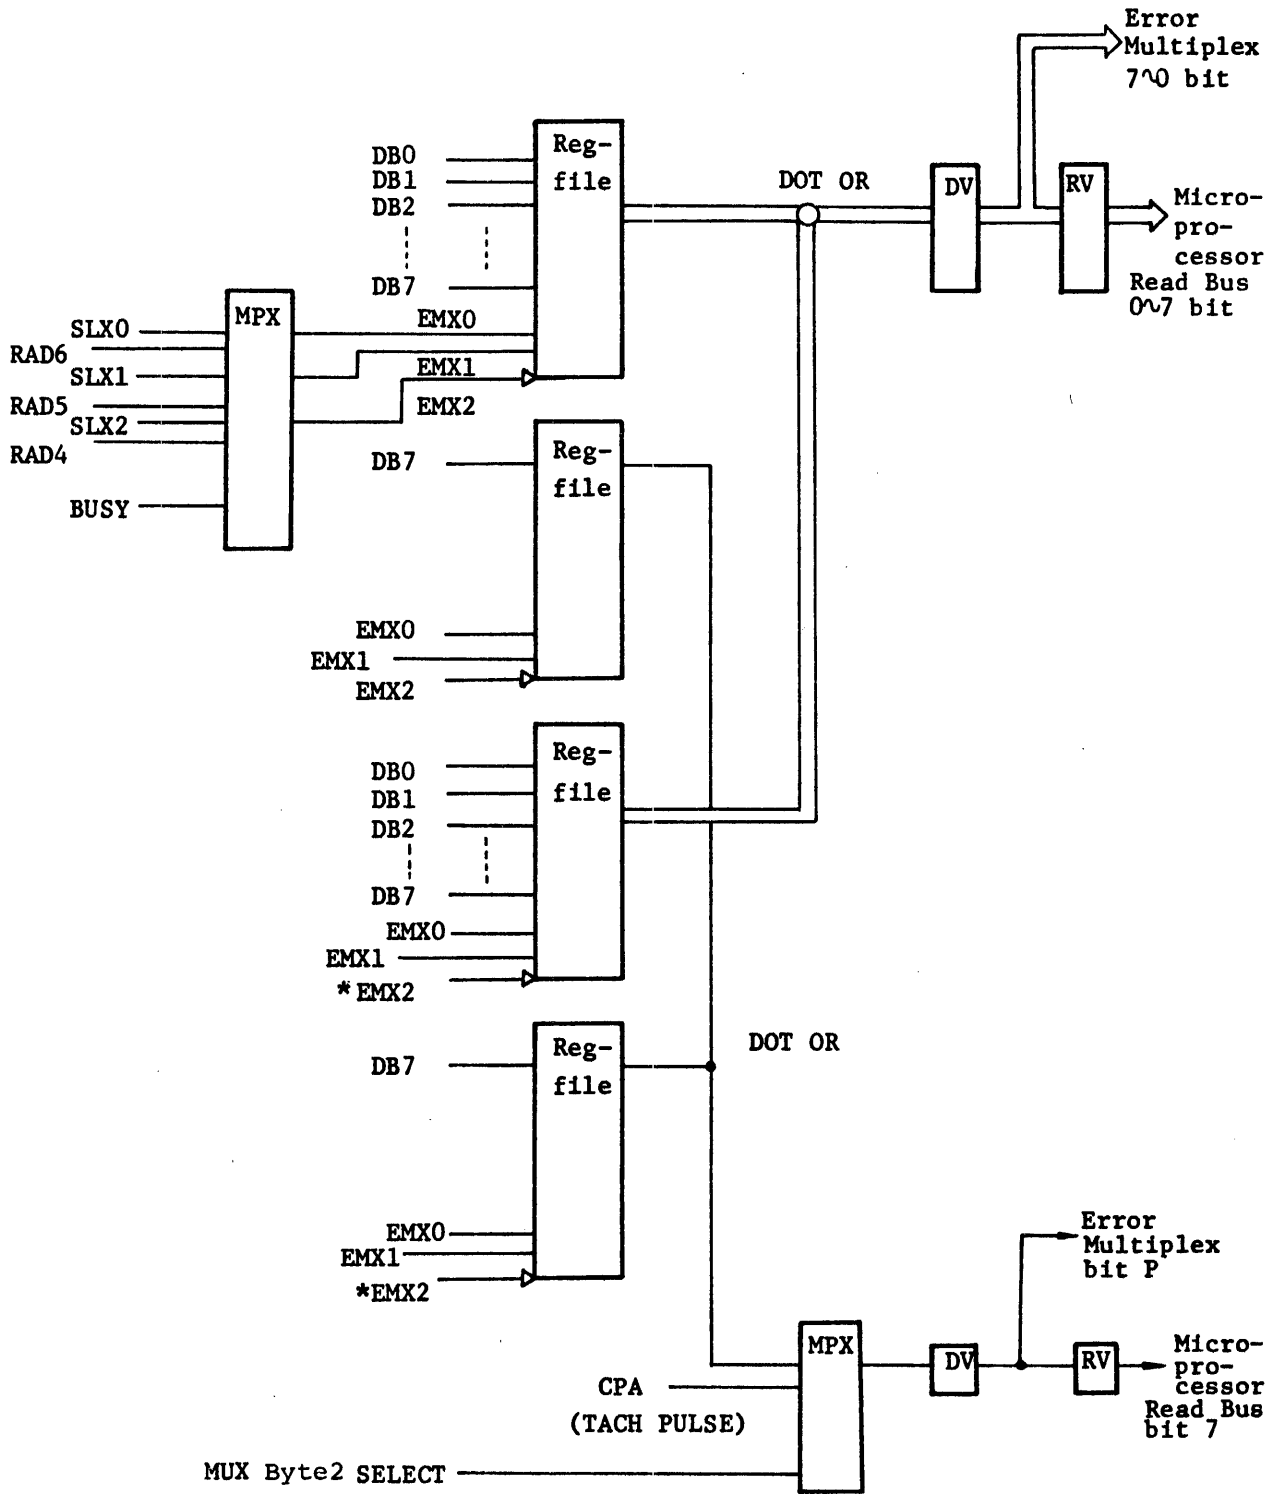 Error
Multiplex
7∿0 bit
Reg-
file
DB0
DB1
DB2
DB7
EMX0
EMX1
EMX2
DOT OR
DV
RV
Micro-
pro-
cessor
Read Bus
0∿7 bit
MPX
SLX0
RAD6
SLX1
RAD5
SLX2
RAD4
BUSY
Reg-
file
DB7
EMX0
EMX1
EMX2
Reg-
file
DB0
DB1
DB2
DB7
EMX0
EMX1
*EMX2
Reg-
file
DB7
DOT OR
EMX0
EMX1
*EMX2
Error
Multiplex
bit P
MPX
DV
RV
Micro-
pro-
cessor
Read Bus
bit 7
CPA
(TACH PULSE)
MUX Byte2 SELECT